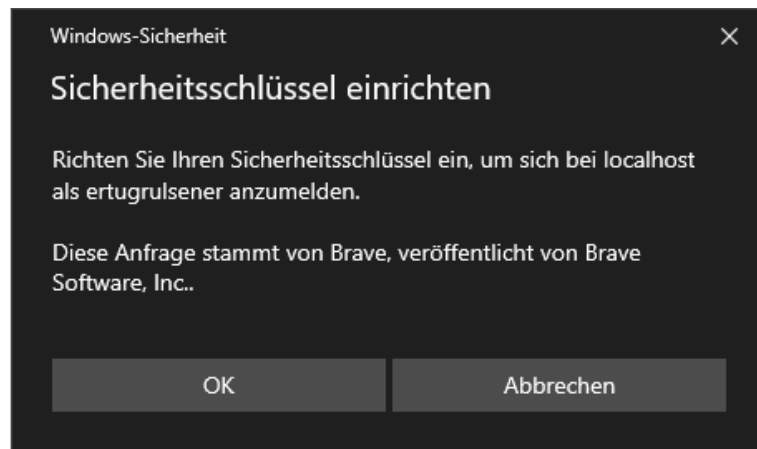 Windows-Sicherheit
Sicherheitsschlüssel einrichten
Richten Sie Ihren Sicherheitsschlüssel ein, um sich bei localhost
als ertugrulsener anzumelden.
Diese Anfrage stammt von Brave, veröffentlicht von Brave
Software, Inc..
OK
Abbrechen